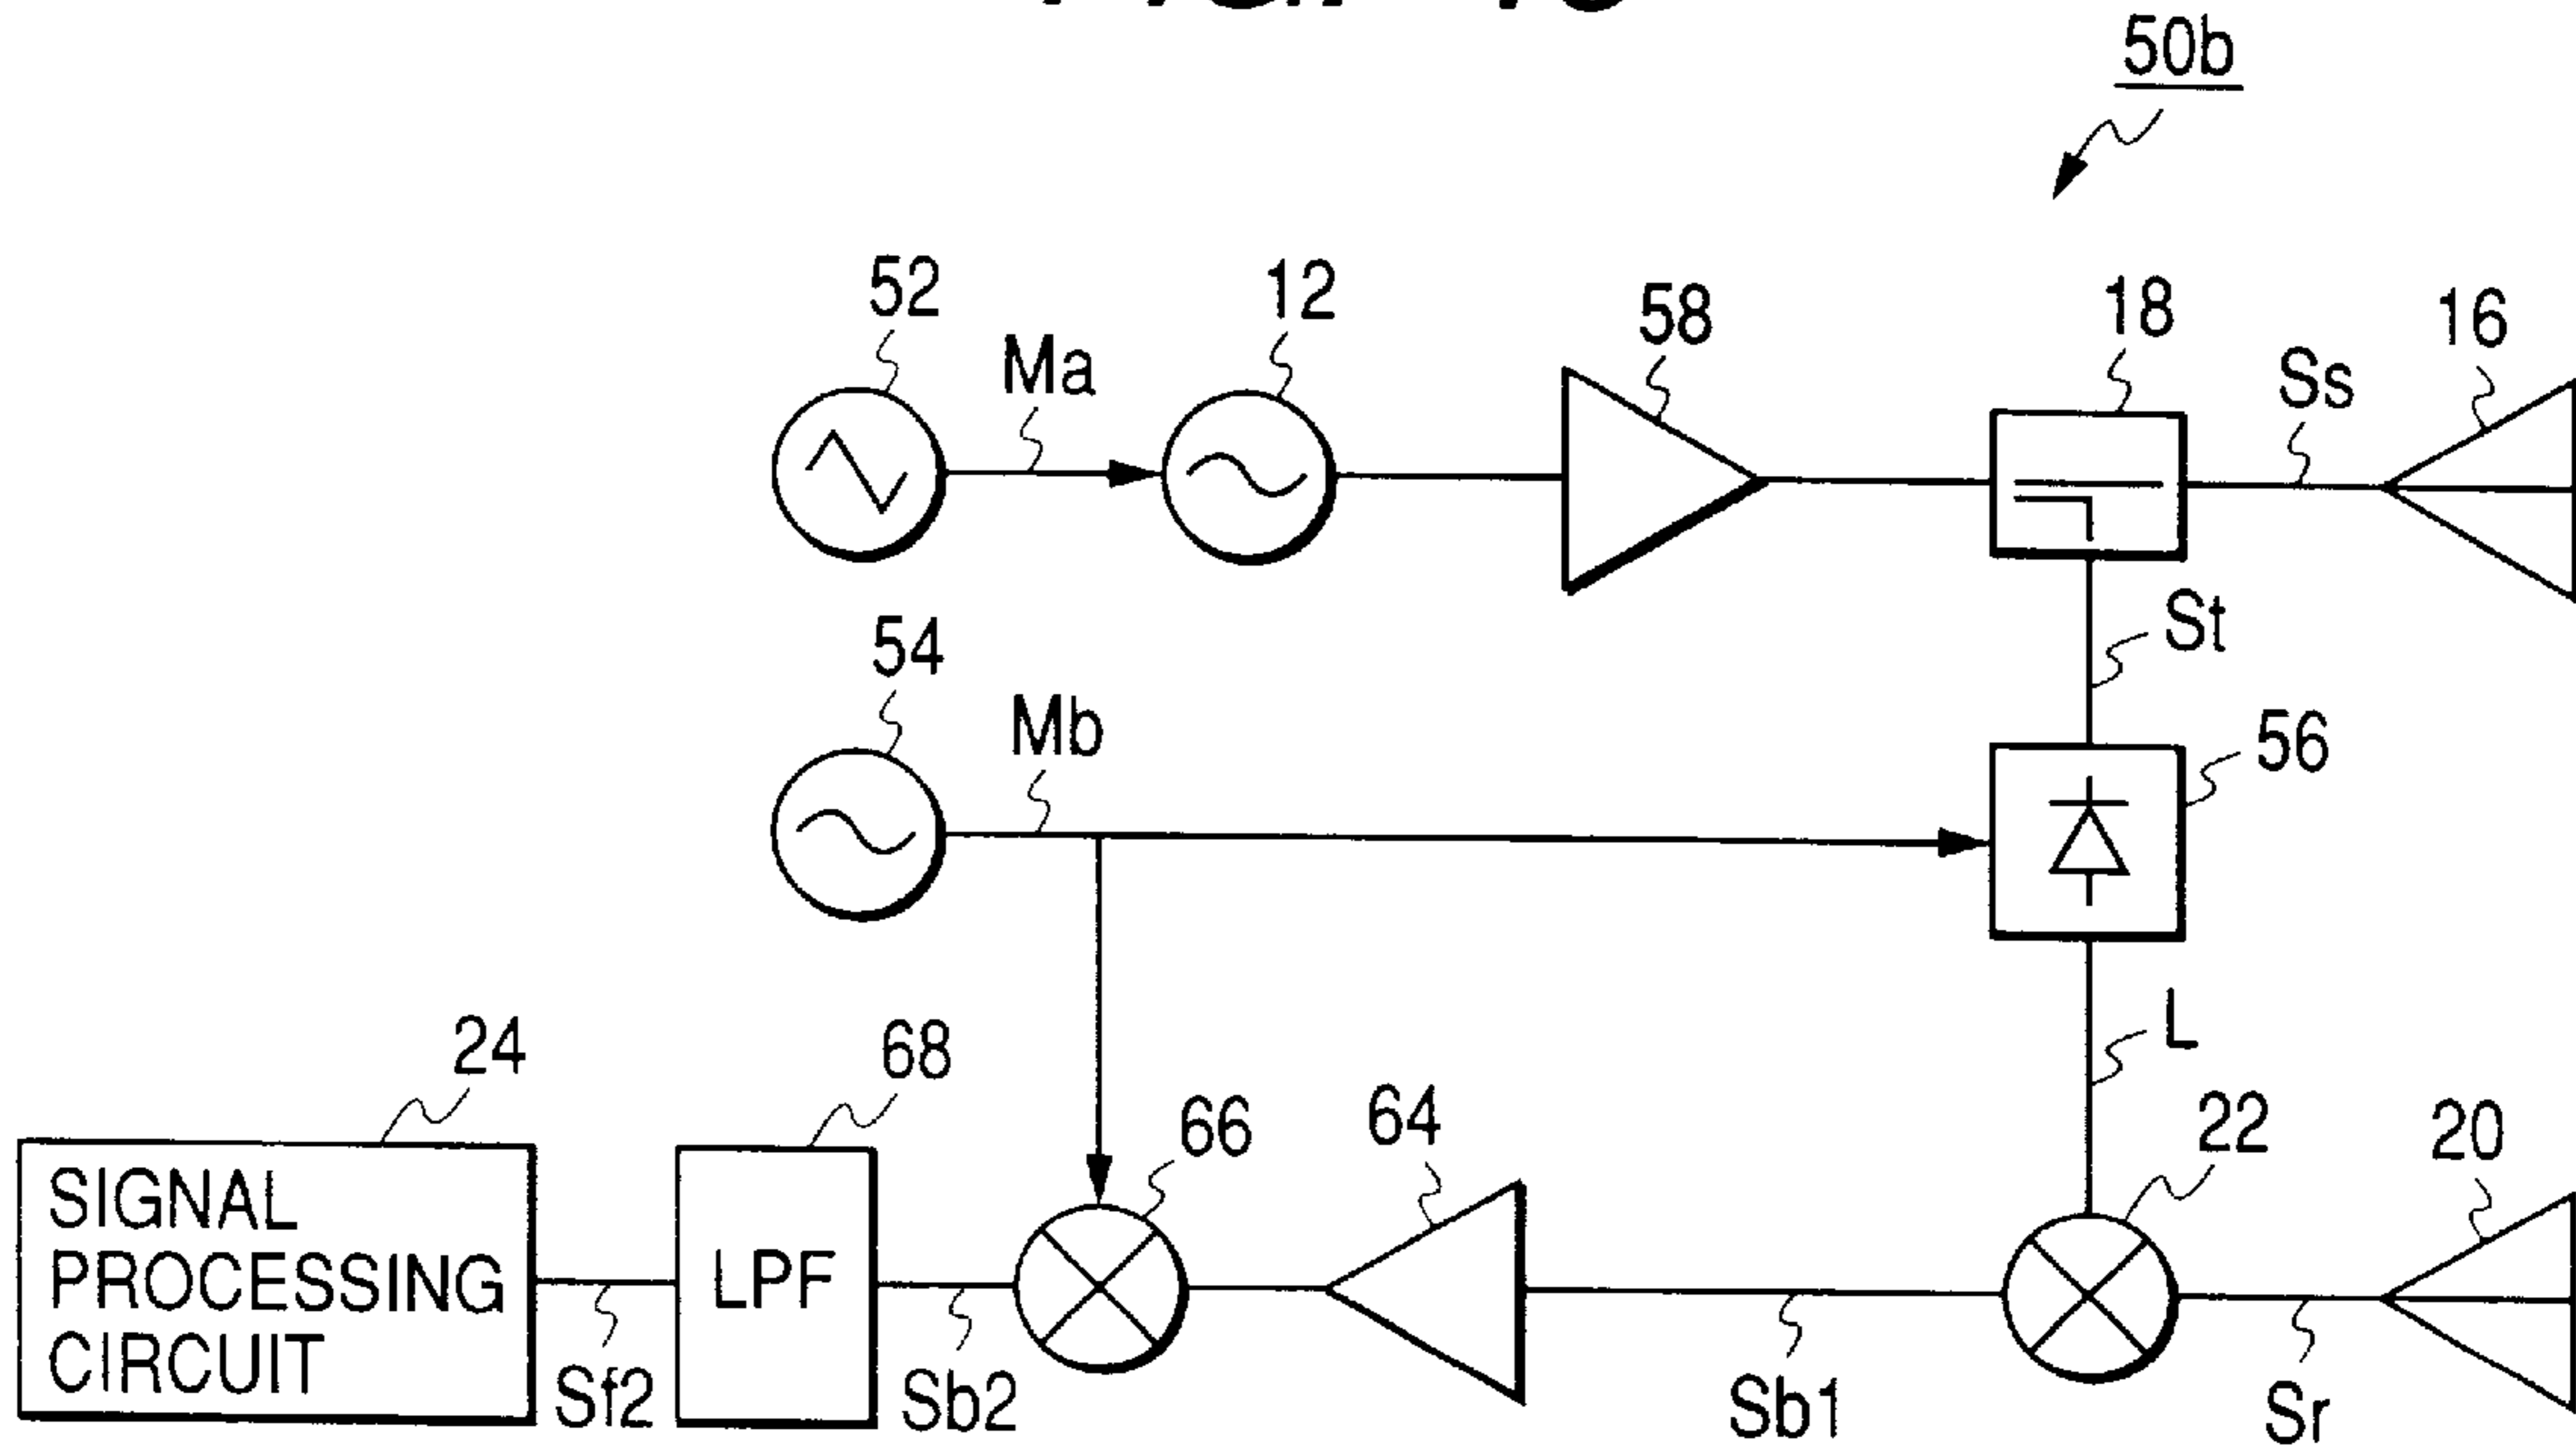 50b
52
12
58
18
16
Ma
Ss
St
54
Mb
56
L
24
68
66
64
22
20
SIGNAL
PROCESSING
CIRCUIT
LPF
Sf2
Sb2
Sb1
Sr